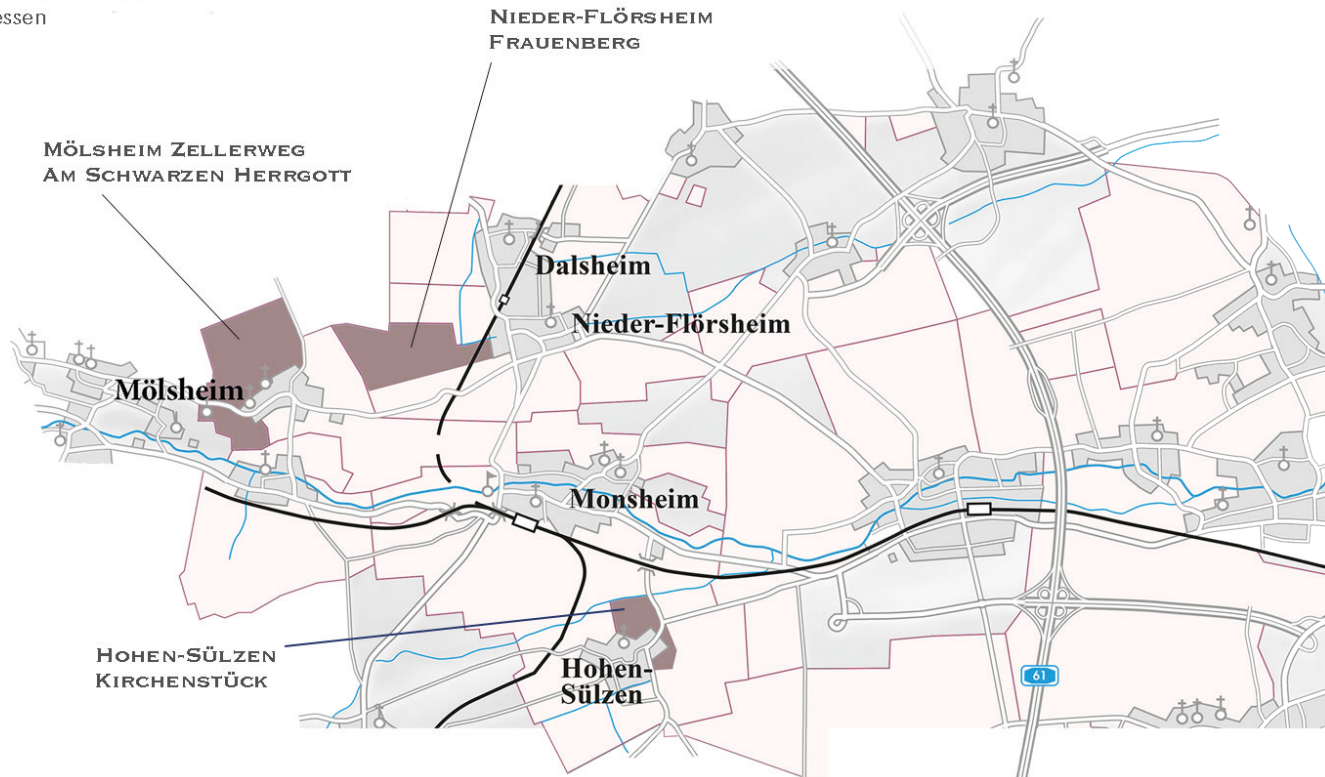 essen
NIEDER-FLÖRSHEIM
FRAUENBERG
MÖLSHEIM ZELLERWEG
AM SCHWARZEN HERRGOTT
Dalsheim
Nieder-Flörsheim
Mölsheim
Monsheim
HOHEN-SÜLZEN
KIRCHENSTÜCK
Hohen-
Sülzen
61